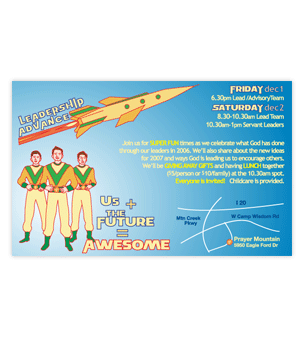 Leadership
Advance
Friday dec 1
6.30pm Lead /AdvisoryTeam
Saturday dec 2
8.30-10.30am Lead Team
10.30am-1pm Servant Leaders
Join us for SUPER FUN times as we celebrate what God has done
through our leaders in 2006. We'll also share about the new ideas
for 2007 and ways God is leading us to encourage others.
We'll be GIVING AWAY GIFTS and having LUNCH together
($5/person or $10/family) at the 10.30am spot.
Everyone is invited! Childcare is provided.
Us +
the
Future
=
Awesome
I 20
Mtn Creek
Pkwy
W Camp Wisdom Rd
Prayer Mountain
5950 Eagle Ford Dr